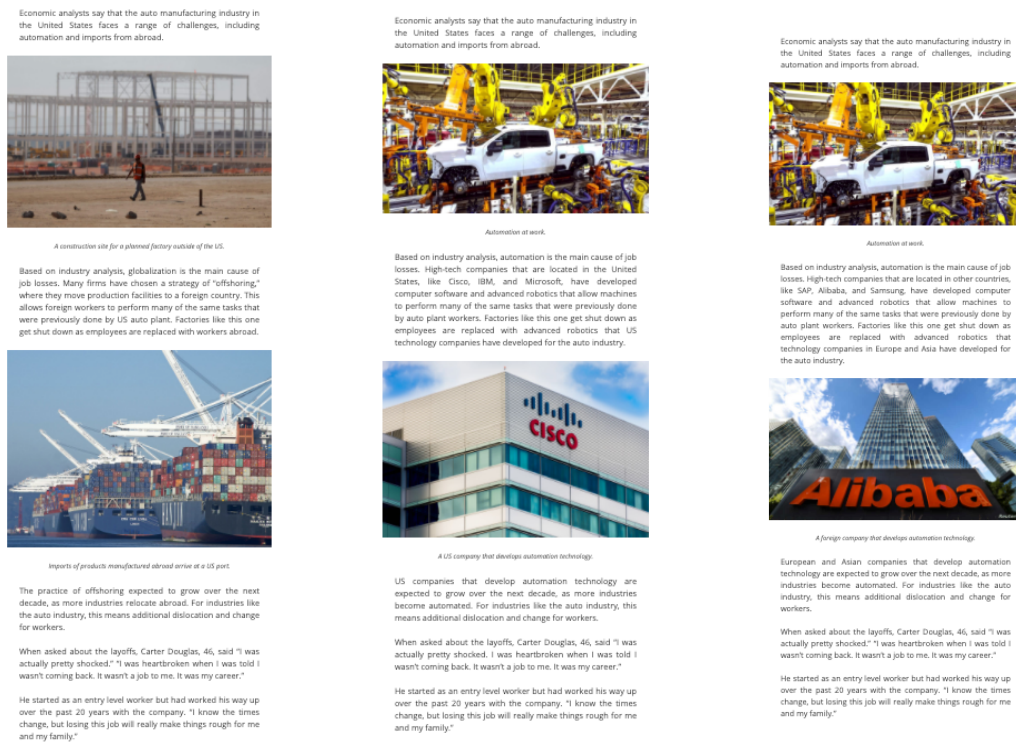 Economic analysts say that the auto manufacturing industry in
the United States faces a range of challenges, including
automation and imports from abroad.
A construction site for a planned factory outside of the US.
Based on industry analysis, globalization is the main cause of
job losses. Many firms have chosen a strategy of "offshoring,"
where they move production facilities to a foreign country. This
allows foreign workers to perform many of the same tasks that
were previously done by US auto plant. Factories like this one
get shut down as employees are replaced with workers abroad.
Imports of products manufactured abroad arrive at a US port.
The practice of offshoring expected to grow over the next
decade, as more industries relocate abroad. For industries like
the auto industry, this means additional dislocation and change
for workers.
When asked about the layoffs, Carter Douglas, 46, said "I was
actually pretty shocked." "I was heartbroken when I was told I
wasn't coming back. It wasn't a job to me. It was my career."
He started as an entry level worker but had worked his way up
over the past 20 years with the company. "I know the times
change, but losing this job will really make things rough for me
and my family."
Economic analysts say that the auto manufacturing industry in
the United States faces a range of challenges, including
automation and imports from abroad.
Automation at work.
Based on industry analysis, automation is the main cause of job
losses. High-tech companies that are located in the United
States, like Cisco, IBM, and Microsoft, have developed
computer software and advanced robotics that allow machines
to perform many of the same tasks that were previously done
by auto plant workers. Factories like this one get shut down as
employees are replaced with advanced robotics that US
technology companies have developed for the auto industry.
CISCO
A US company that develops automation technology.
US companies that develop automation technology are
expected to grow over the next decade, as more industries
become automated. For industries like the auto industry, this
means additional dislocation and change for workers.
When asked about the layoffs, Carter Douglas, 46, said "I was
actually pretty shocked. I was heartbroken when I was told I
wasn't coming back. It wasn't a job to me. It was my career."
He started as an entry level worker but had worked his way up
over the past 20 years with the company. "I know the times
change, but losing this job will really make things rough for me
and my family."
Economic analysts say that the auto manufacturing industry in
the United States faces a range of challenges, including
automation and imports from abroad.
Automation at work.
Based on industry analysis, automation is the main cause of job
losses. High-tech companies that are located in other countries,
like SAP, Alibaba, and Samsung, have developed computer
software and advanced robotics that allow machines to
perform many of the same tasks that were previously done by
auto plant workers. Factories like this one get shut down as
employees are replaced with advanced robotics that
technology companies in Europe and Asia have developed for
the auto industry.
Alibaba
A foreign company that develops automation technology.
European and Asian companies that develop automation
technology are expected to grow over the next decade, as more
industries become automated. For industries like the auto
industry, this means additional dislocation and change for
workers.
When asked about the layoffs, Carter Douglas, 46, said "I was
actually pretty shocked." "I was heartbroken when I was told I
wasn't coming back. It wasn't a job to me. It was my career."
He started as an entry level worker but had worked his way up
over the past 20 years with the company. "I know the times
change, but losing this job will really make things rough for me
and my family."